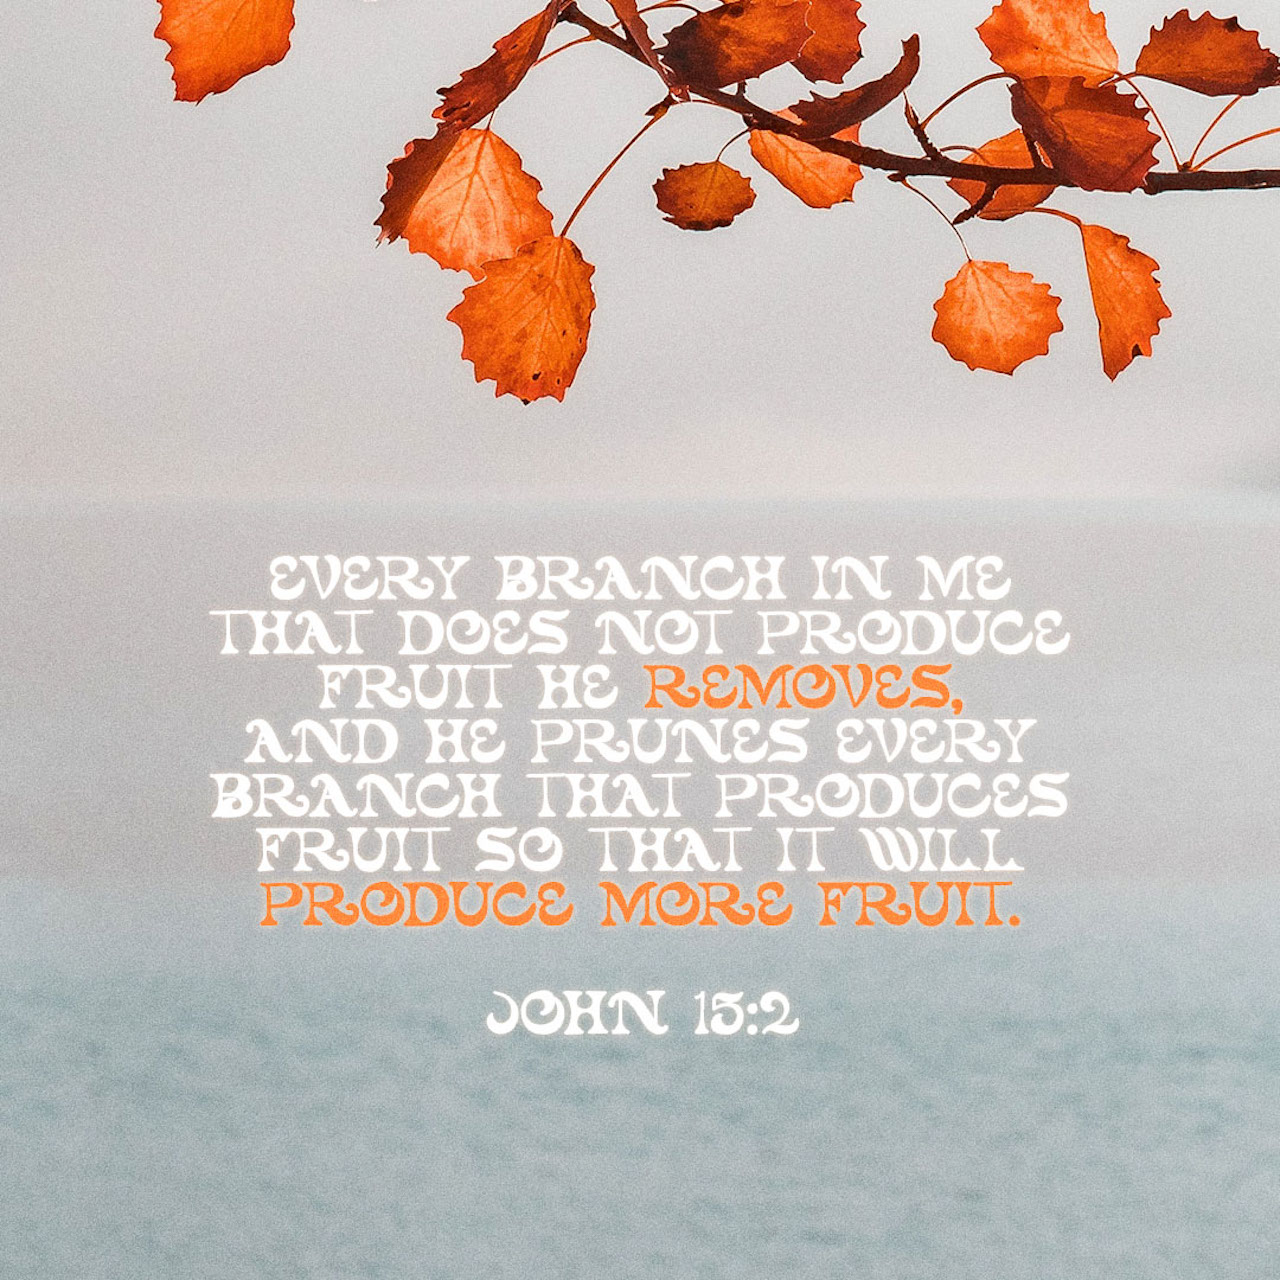 EVERY BRANCH IN ME
THAT DOES NOT PRODUCE
FRUIT HE REMOVES,
AND HE PRUNES EVERY
BRANCH THAT PRODUCES
FRUIT SO THAT IT WILL
PRODUCE MORE FRUIT.
JOHN 15:2